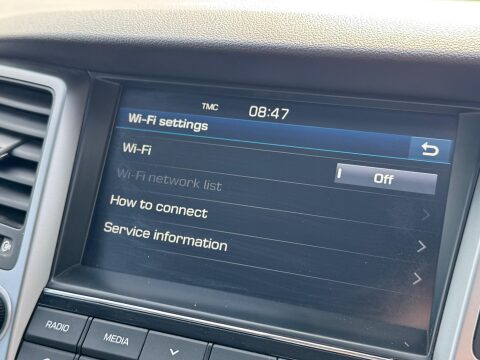 TMC 08:47
Wi-Fi settings
Wi-Fi
Off
Wi-Fi network list
How to connect
Service information
RADIO
MEDIA